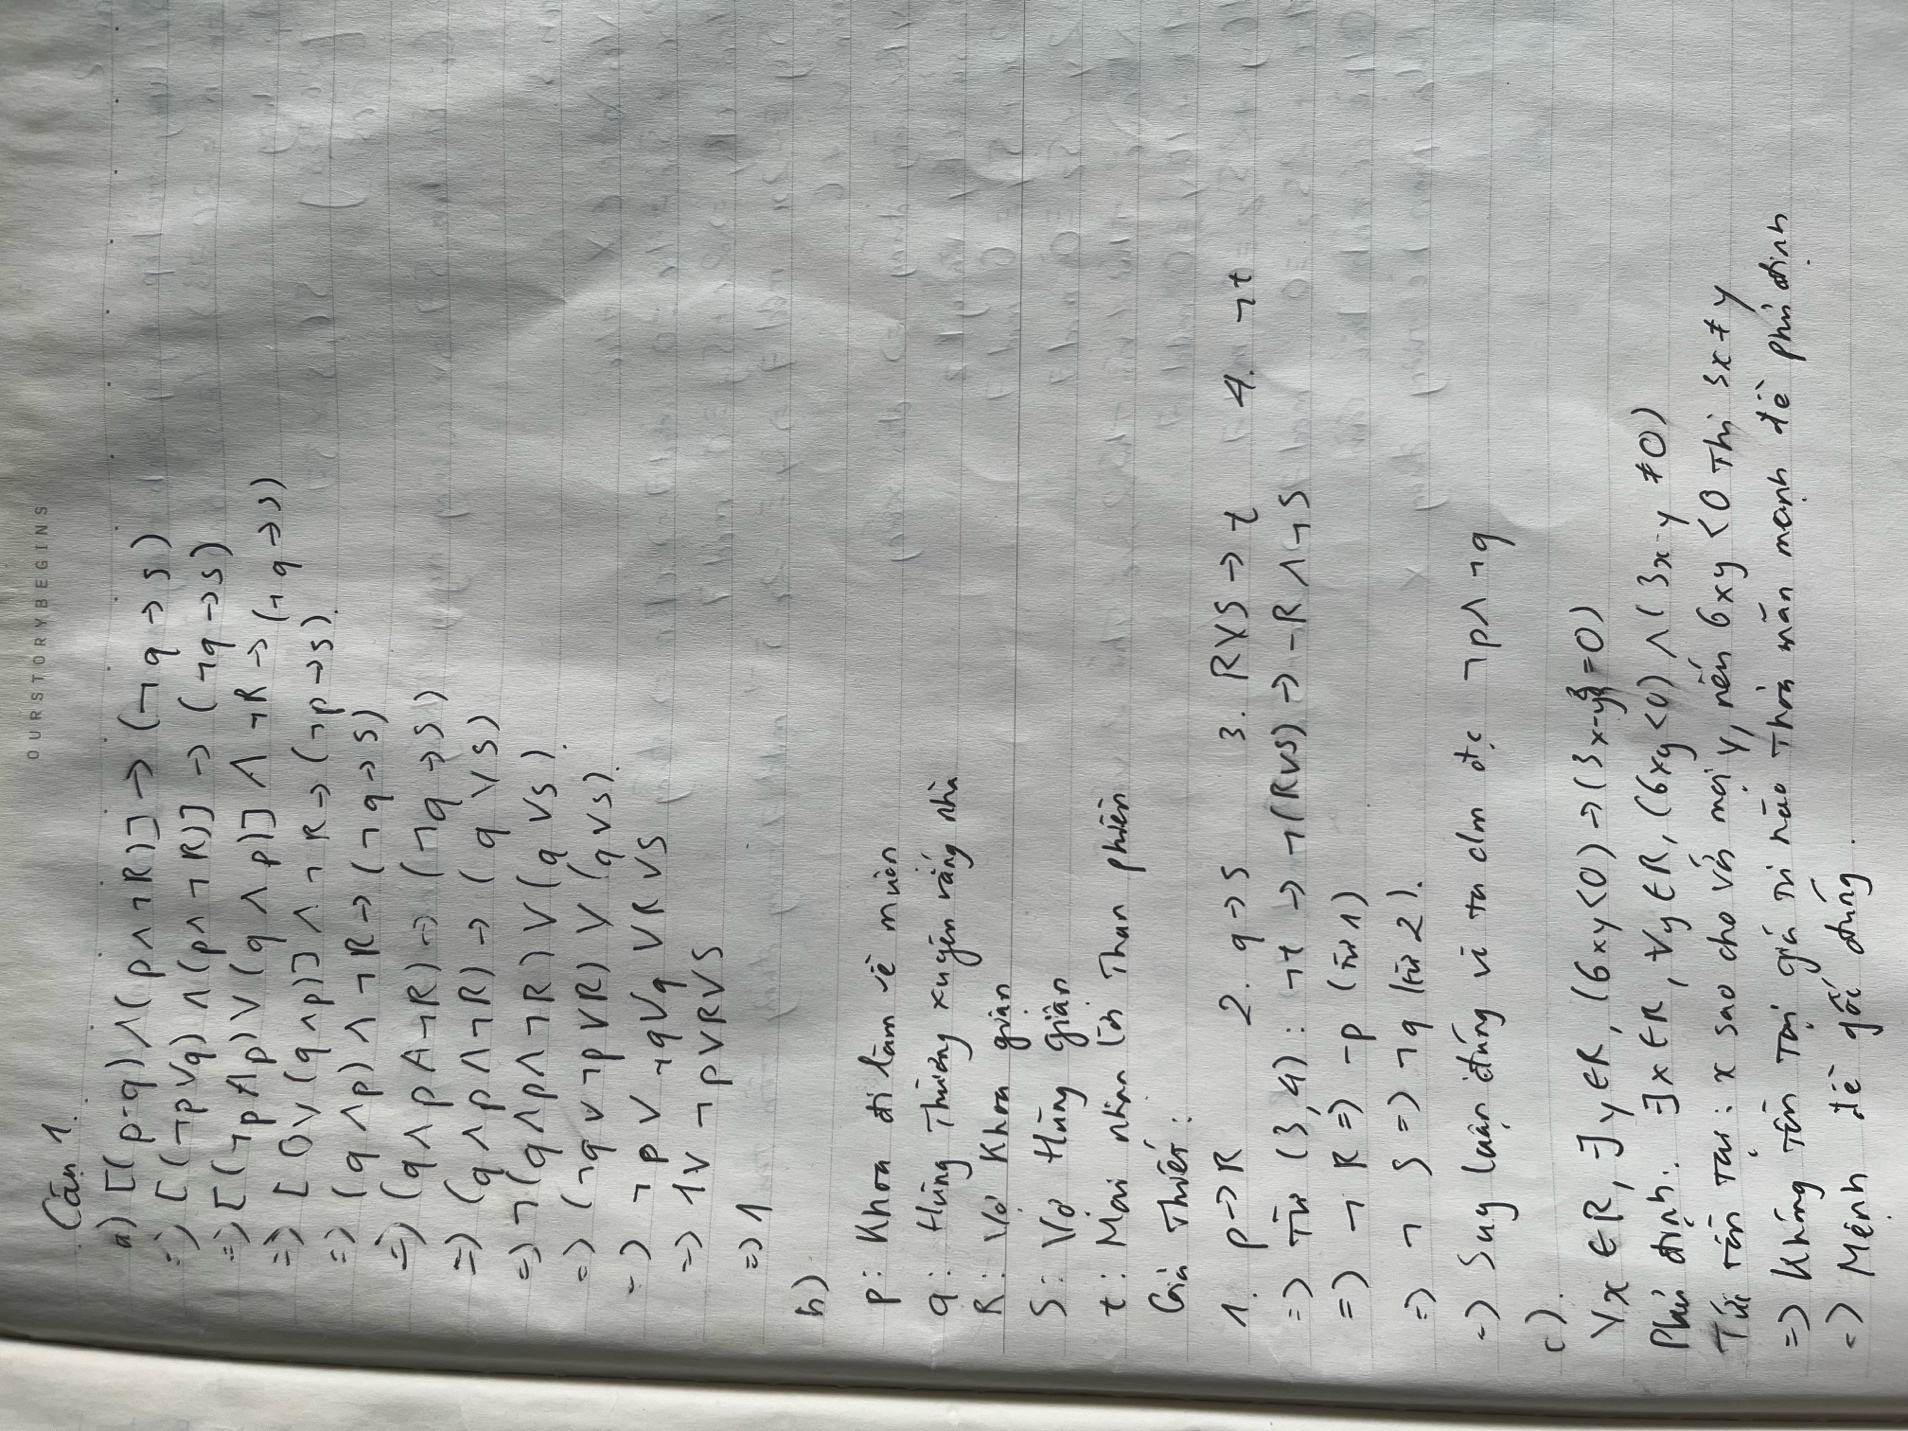 OURSTORYBEGINS
Câu 1.
a) [(p→q) ∧ (p ∧ ¬R)] → (¬q → s)
=> [(¬p ∨ q) ∧ (p ∧ ¬R)] → (¬q → s)
=> [(¬p ∧ p) ∨ (q ∧ p)] ∧ ¬R → (¬q → s)
=> [0 ∨ (q ∧ p)] ∧ ¬R → (¬p → s).
=> (q ∧ p) ∧ ¬R → (¬q → s)
=> (q ∧ p ∧ ¬R) → (¬q → s)
=> (q ∧ p ∧ ¬R) → (q ∨ s)
=> ¬(q ∧ p ∧ ¬R) ∨ (q ∨ s).
=> (¬q ∨ ¬p ∨ R) ∨ (q ∨ s).
=> ¬p ∨ ¬q ∨ q ∨ R ∨ s
=> 1 ∨ ¬p ∨ R ∨ s
=> 1
b)
p: Khoa đi làm về muộn
q: Hùng thường xuyên vắng nhà
R: Vợ Khoa giận
S: Vợ Hùng giận
t: Mai nhận lời than phiền
Giả thiết:
1. p→R 2. q→s 3. R∨S→t 4. ¬t
=> Từ (3,4): ¬t → ¬(R∨S) → ¬R ∧ ¬S
=> ¬R => ¬p (từ 1)
=> ¬S => ¬q (từ 2).
=> Suy luận đúng vì ta clm đc ¬p ∧ ¬q
c).
∀x ∈ R, ∃y ∈ R, (6xy<0) → (3x-y=0)
Phủ định: ∃x ∈ R, ∀y ∈ R, (6xy<0) ∧ (3x-y ≠0)
Tức tồn tại: x sao cho với mọi y, nếu 6xy <0 thì 3x≠y
=> Không tồn tại giá trị nào thỏa mãn mệnh đề phủ định
=> Mệnh đề gốc đúng.